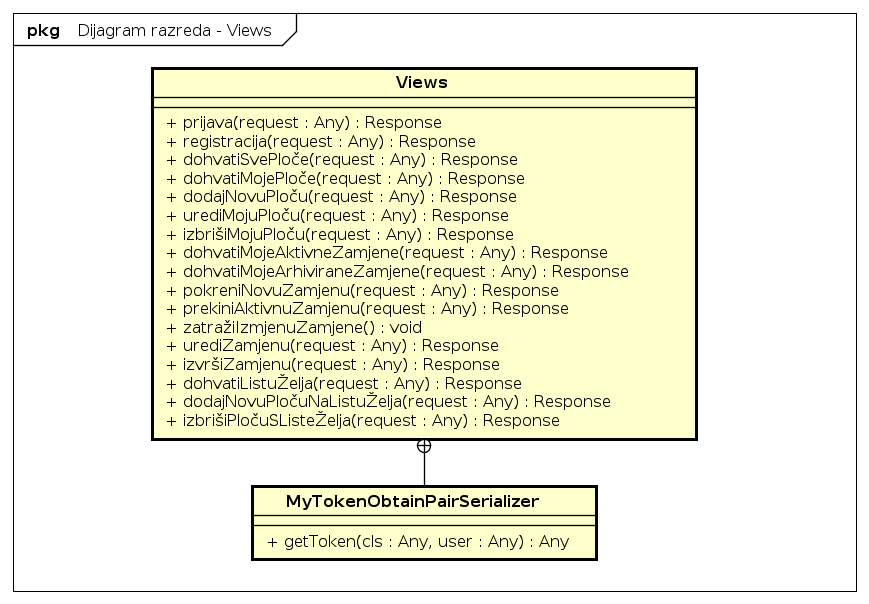 pkg Dijagram razreda - Views
Views
+ prijava(request : Any) : Response
+ registracija(request : Any) : Response
+ dohvatiSvePloče(request : Any) : Response
+ dohvatiMojePloče(request : Any) : Response
+ dodajNovuPloču(request : Any) : Response
+ urediMojuPloču(request : Any) : Response
+ izbrišiMojuPloču(request : Any) : Response
+ dohvatiMojeAktivneZamjene(request : Any) : Response
+ dohvatiMojeArhiviraneZamjene(request : Any) : Response
+ pokreniNovuZamjenu(request : Any) : Response
+ prekiniAktivnuZamjenu(request : Any) : Response
+ zatražiIzmjenuZamjene() : void
+ urediZamjenu(request : Any) : Response
+ izvršiZamjenu(request : Any) : Response
+ dohvatiListuŽelja(request : Any) : Response
+ dodajNovuPločuNaListuŽelja(request : Any) : Response
+ izbrišiPločuSListeŽelja(request : Any) : Response
MyTokenObtainPairSerializer
+ getToken(cls : Any, user : Any) : Any